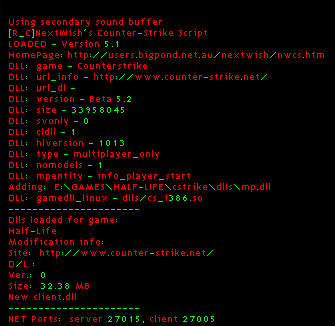 Using secondary sound buffer
[R_C]NextWish's Counter-Strike Script
LOADED - Version 5.1
HomePage: http://users.bigpond.net.au/nextwish/nwcs.htm
DLL: game - Counterstrike
DLL: url_info - http://www.counter-strike.net/
DLL: url_dl -
DLL: version - Beta 5.2
DLL: size - 33958045
DLL: svonly - 0
DLL: cldll - 1
DLL: hlversion - 1013
DLL: type - multiplayer_only
DLL: nomodels - 1
DLL: mpentity - info_player_start
Adding: E:\GAMES\HALF-LIFE\cstrike\dlls\mp.dll
DLL: gamedll_linux - dlls/cs_i386.so
----------------------
Dlls loaded for game:
Half-Life
Modification info:
Site: http://www.counter-strike.net/
D/L :
Ver.: 0
Size: 32.38 MB
New client.dll
----------------------
NET Ports: server 27015, client 27005